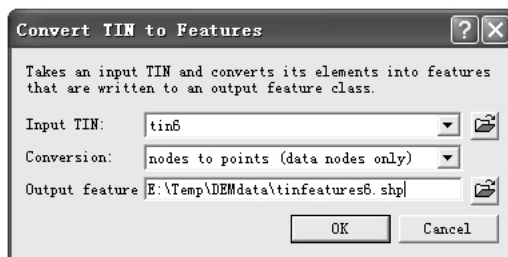 Convert TIN to Features
Takes an input TIN and converts its elements into features
that are written to an output feature class.
Input TIN: tin6
Conversion: nodes to points (data nodes only)
Output feature E:\Temp\DEMdata\tinfeatures6.shp
OK Cancel